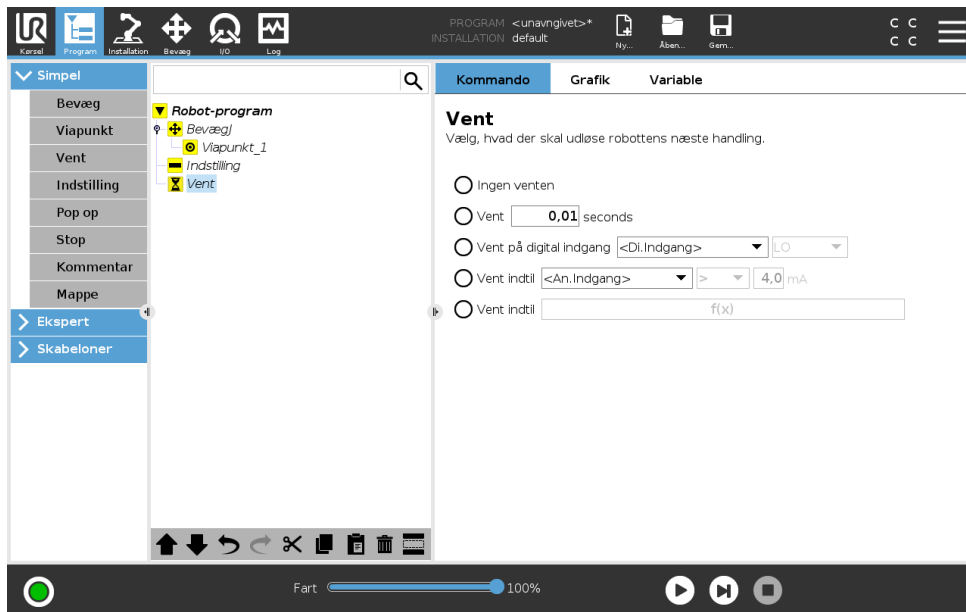 UR
Kørsel
Program
Installation
Bevæg
I/O
Log
PROGRAM <unavngivet>*
INSTALLATION default
Ny...
Åben...
Gem...
C C
C C
Simpel
Bevæg
Viapunkt
Vent
Indstilling
Pop op
Stop
Kommentar
Mappe
Ekspert
Skabeloner
Robot-program
BevægJ
Viapunkt_1
Indstilling
Vent
Kommando Grafik Variable
Vent
Vælg, hvad der skal udløse robottens næste handling.
Ingen venten
Vent 0,01 seconds
Vent på digital indgang <Di.Indgang> LO
Vent indtil <An.Indgang> > 4,0 mA
Vent indtil f(x)
Fart 100%